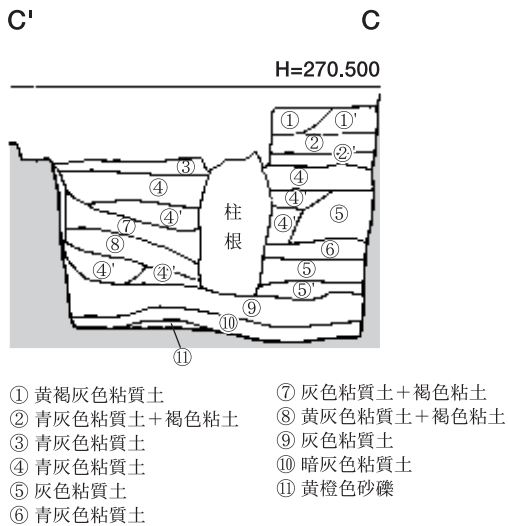 C' C
H=270.500
① ①'
② 
②'
③
④ ④
④' ④'
④' ⑤
⑦
⑥
⑧
④' ④' ⑤
⑤'
柱
根
⑨
⑩
⑪
① 黄褐灰色粘質土
② 青灰色粘質土＋褐色粘土
③ 青灰色粘質土
④ 青灰色粘質土
⑤ 灰色粘質土
⑥ 青灰色粘質土
⑦ 灰色粘質土＋褐色粘土
⑧ 黄灰色粘質土＋褐色粘土
⑨ 灰色粘質土
⑩ 暗灰色粘質土
⑪ 黄橙色砂礫